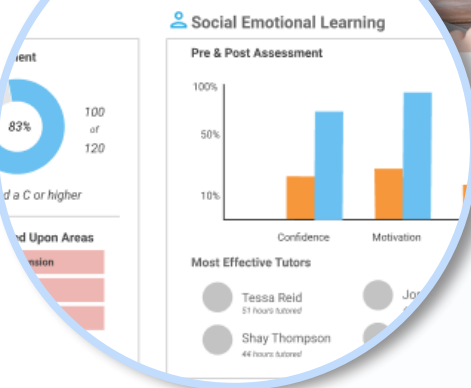 Social Emotional Learning
Pre & Post Assessment
100%
50%
10%
Confidence
Motivation
Most Effective Tutors
Tessa Reid
51 hours tutored
Shay Thompson
44 hours tutored
83%
100
of
120
a C or higher
Upon Areas